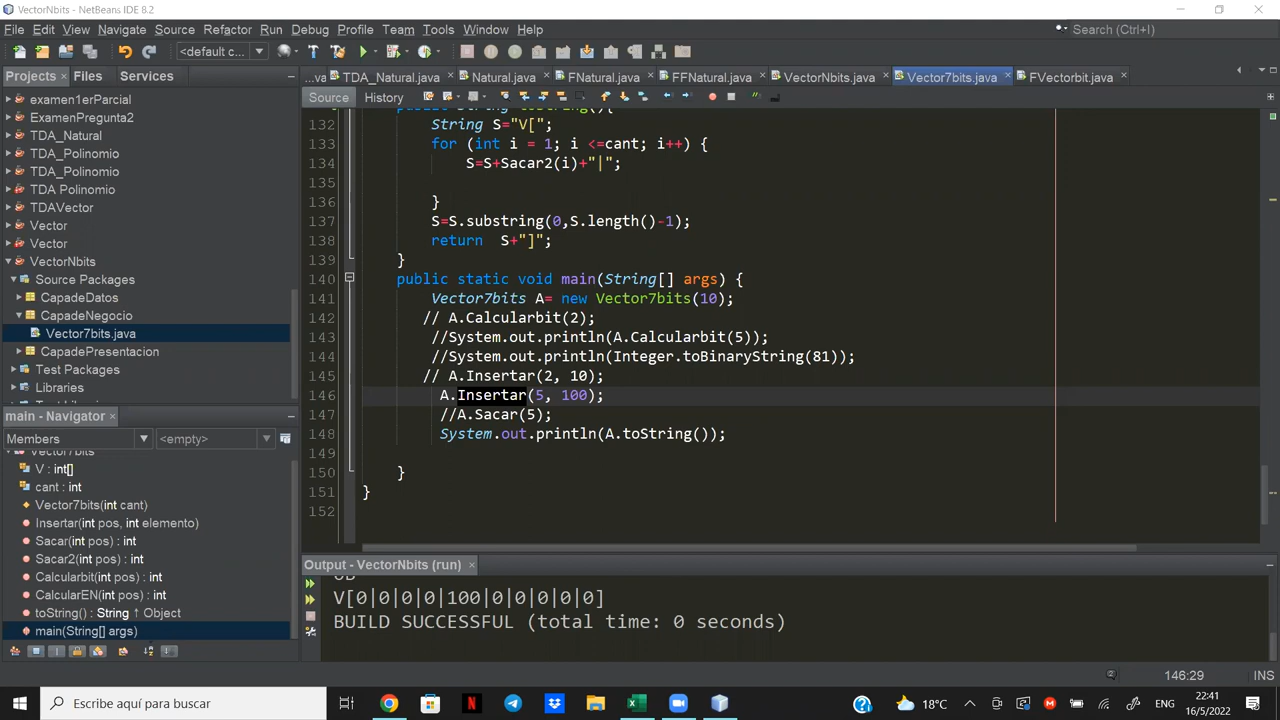 VectorNbits - NetBeans IDE 8.2
File Edit View Navigate Source Refactor Run Debug Profile Team Tools Window Help
Search (Ctrl+I)
<default c...
Projects × Files Services
...va TDA_Natural.java Natural.java FNatural.java FFNatural.java VectorNbits.java Vector7bits.java FVectorbit.java
Source History
examen1erParcial
ExamenPregunta2
TDA_Natural
TDA_Polinomio
TDA_Polinomio
TDA Polinomio
TDAVector
Vector
Vector
VectorNbits
Source Packages
CapadeDatos
CapadeNegocio
Vector7bits.java
CapadePresentacion
Test Packages
Libraries
132 String S="V[";
133 for (int i = 1; i <=cant; i++) {
134 S=S+Sacar2(i)+"|";
135
136 }
137 S=S.substring(0,S.length()-1);
138 return S+"]";
139 }
140 public static void main(String[] args) {
141 Vector7bits A= new Vector7bits(10);
142 // A.Calcularbit(2);
143 //System.out.println(A.Calcularbit(5));
144 //System.out.println(Integer.toBinaryString(81));
145 // A.Insertar(2, 10);
146 A.Insertar(5, 100);
147 //A.Sacar(5);
148 System.out.println(A.toString());
149
150 }
151 }
152
main - Navigator ×
Members <empty>
Vector7bits
V : int[]
cant : int
Vector7bits(int cant)
Insertar(int pos, int elemento)
Sacar(int pos) : int
Sacar2(int pos) : int
Calcularbit(int pos) : int
CalcularEN(int pos) : int
toString() : String ↑ Object
main(String[] args)
Output - VectorNbits (run) ×
V[0|0|0|0|100|0|0|0|0|0]
BUILD SUCCESSFUL (total time: 0 seconds)
146:29 INS
Escribe aquí para buscar
18°C
ENG
22:41
16/5/2022